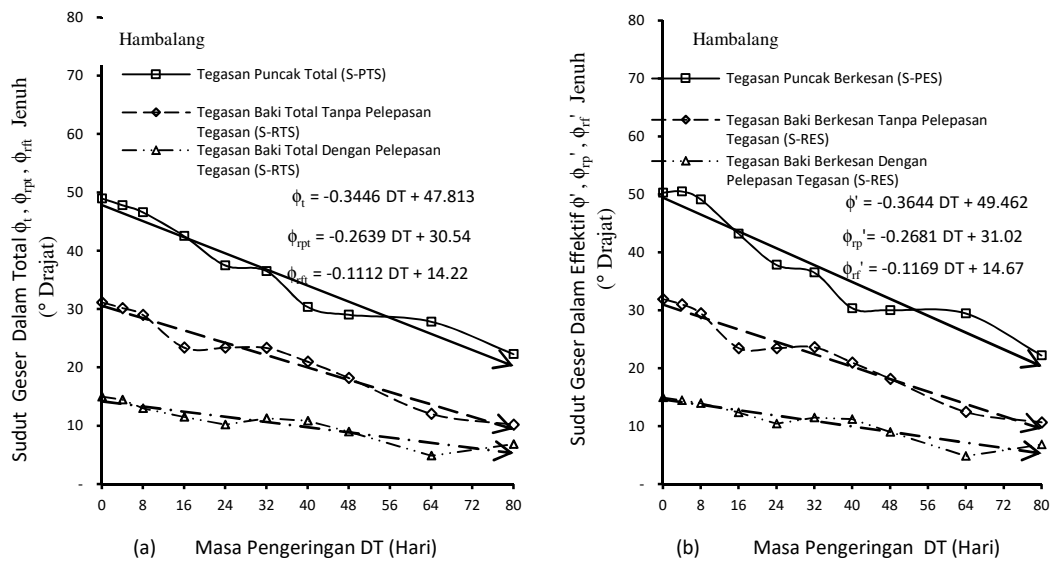 Hambalang
Tegasan Puncak Total (S-PTS)
Tegasan Baki Total Tanpa Pelepasan
Tegasan (S-RTS)
Tegasan Baki Total Dengan Pelepasan
Tegasan (S-RTS)
ϕt = -0.3446 DT + 47.813
ϕrpt = -0.2639 DT + 30.54
ϕrft = -0.1112 DT + 14.22
Sudut Geser Dalam Total ϕt , ϕrpt , ϕrft Jenuh
(° Drajat)
80
70
60
50
40
30
20
10
-
0 8 16 24 32 40 48 56 64 72 80
(a) Masa Pengeringan DT (Hari)
Hambalang
Tegasan Puncak Berkesan (S-PES)
Tegasan Baki Berkesan Tanpa Pelepasan
Tegasan (S-RES)
Tegasan Baki Berkesan Dengan
Pelepasan Tegasan (S-RES)
ϕ' = -0.3644 DT + 49.462
ϕrp'= -0.2681 DT + 31.02
ϕrf' = -0.1169 DT + 14.67
Sudut Geser Dalam Effektif ϕ' , ϕrp' , ϕrf' Jenuh
(° Drajat)
80
70
60
50
40
30
20
10
-
0 8 16 24 32 40 48 56 64 72 80
(b) Masa Pengeringan DT (Hari)